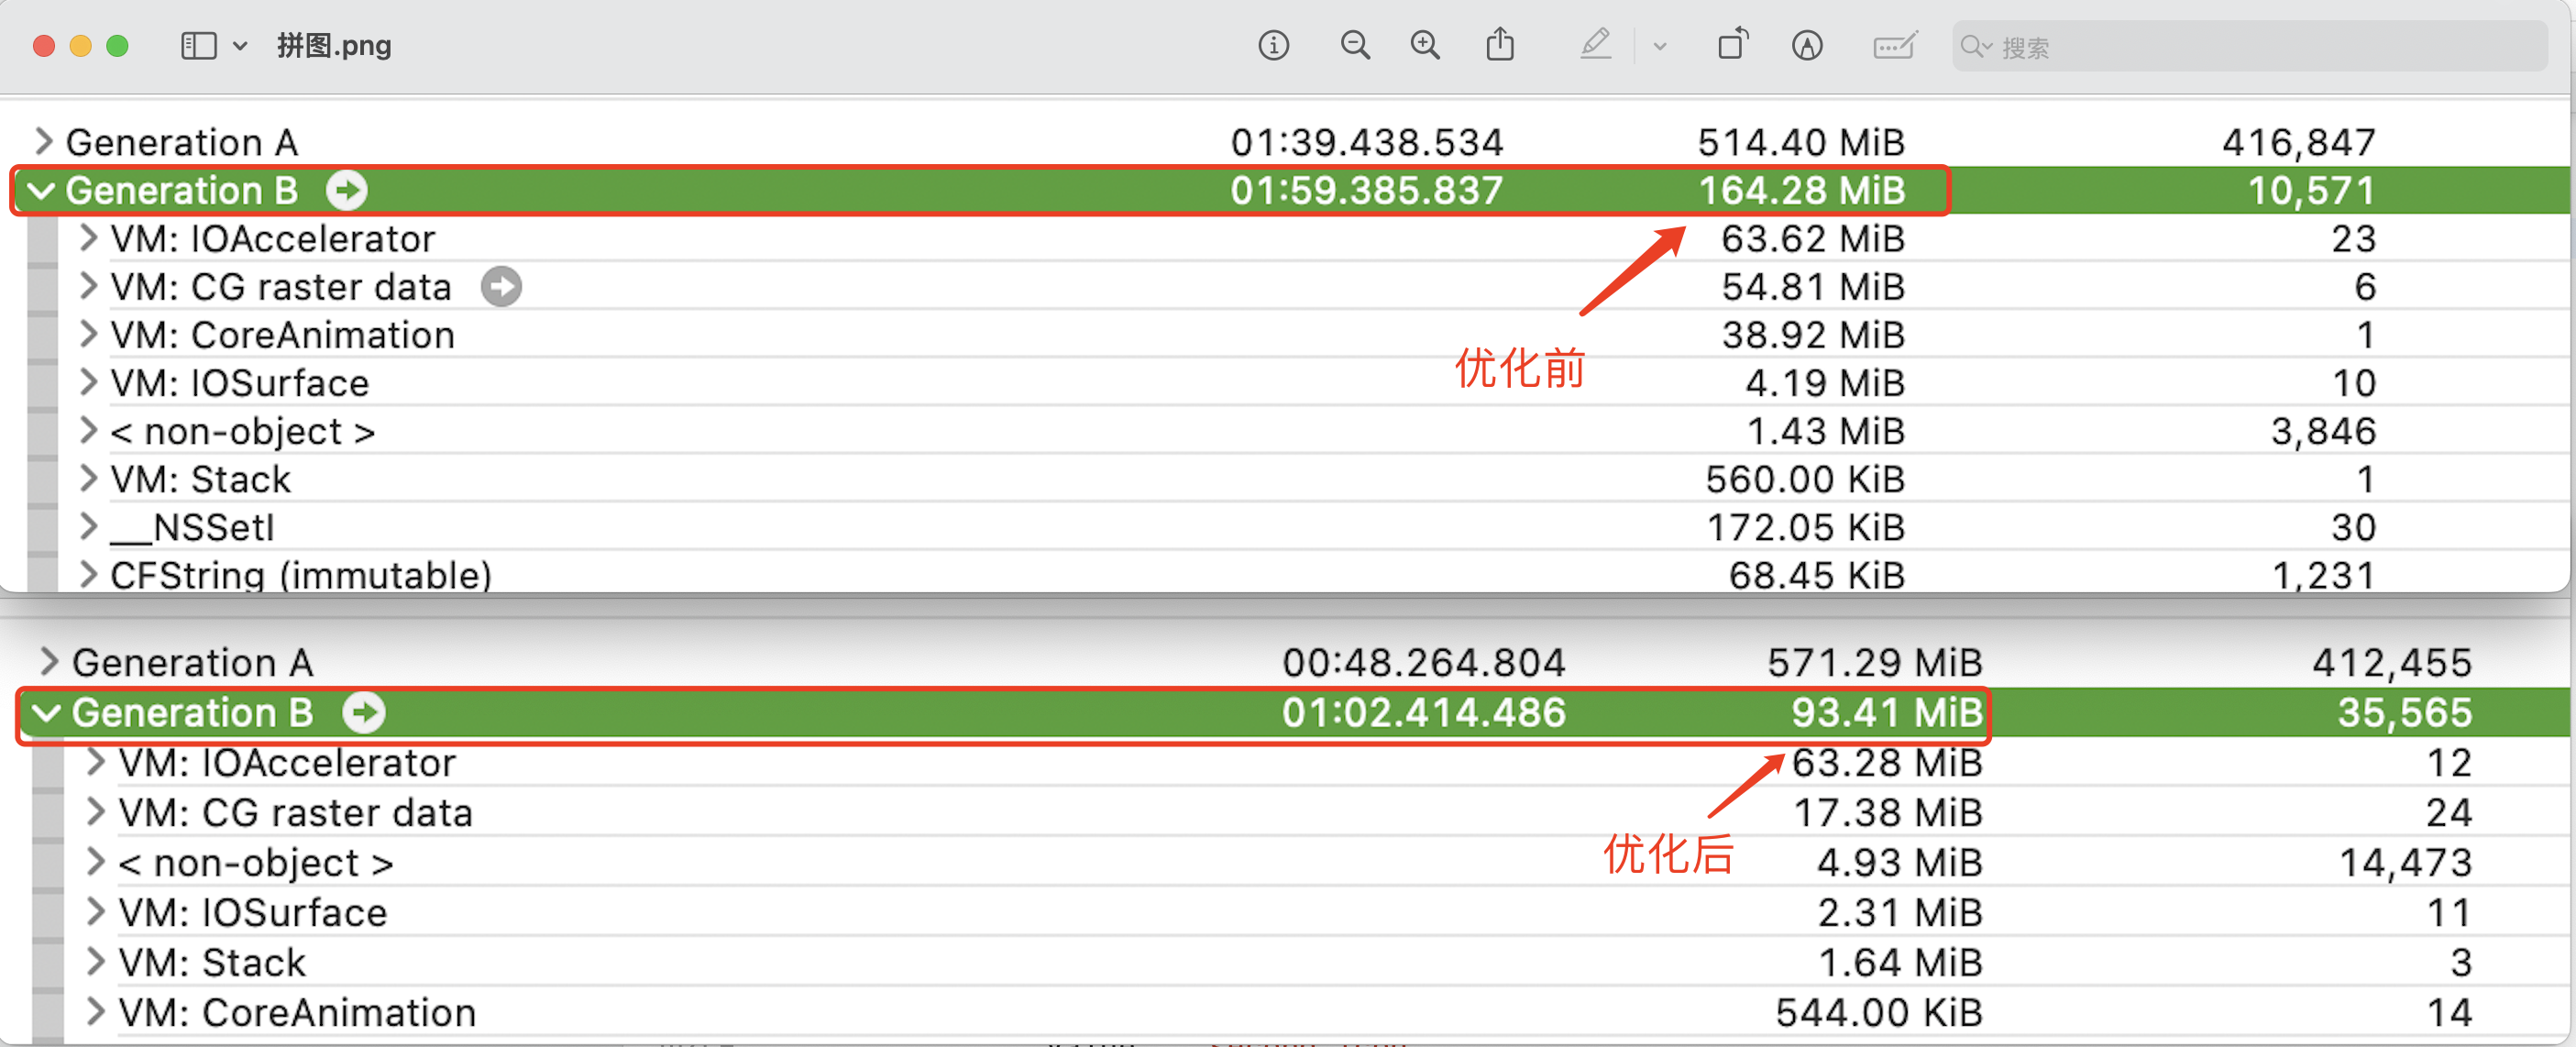 拼图.png
搜索
Generation A 01:39.438.534 514.40 MiB 416,847
Generation B 01:59.385.837 164.28 MiB 10,571
VM: IOAccelerator 63.62 MiB 23
VM: CG raster data 54.81 MiB 6
VM: CoreAnimation 38.92 MiB 1
优化前
VM: IOSurface 4.19 MiB 10
< non-object > 1.43 MiB 3,846
VM: Stack 560.00 KiB 1
__NSSetI 172.05 KiB 30
CFString (immutable) 68.45 KiB 1,231
Generation A 00:48.264.804 571.29 MiB 412,455
Generation B 01:02.414.486 93.41 MiB 35,565
VM: IOAccelerator 63.28 MiB 12
VM: CG raster data 17.38 MiB 24
优化后
< non-object > 4.93 MiB 14,473
VM: IOSurface 2.31 MiB 11
VM: Stack 1.64 MiB 3
VM: CoreAnimation 544.00 KiB 14